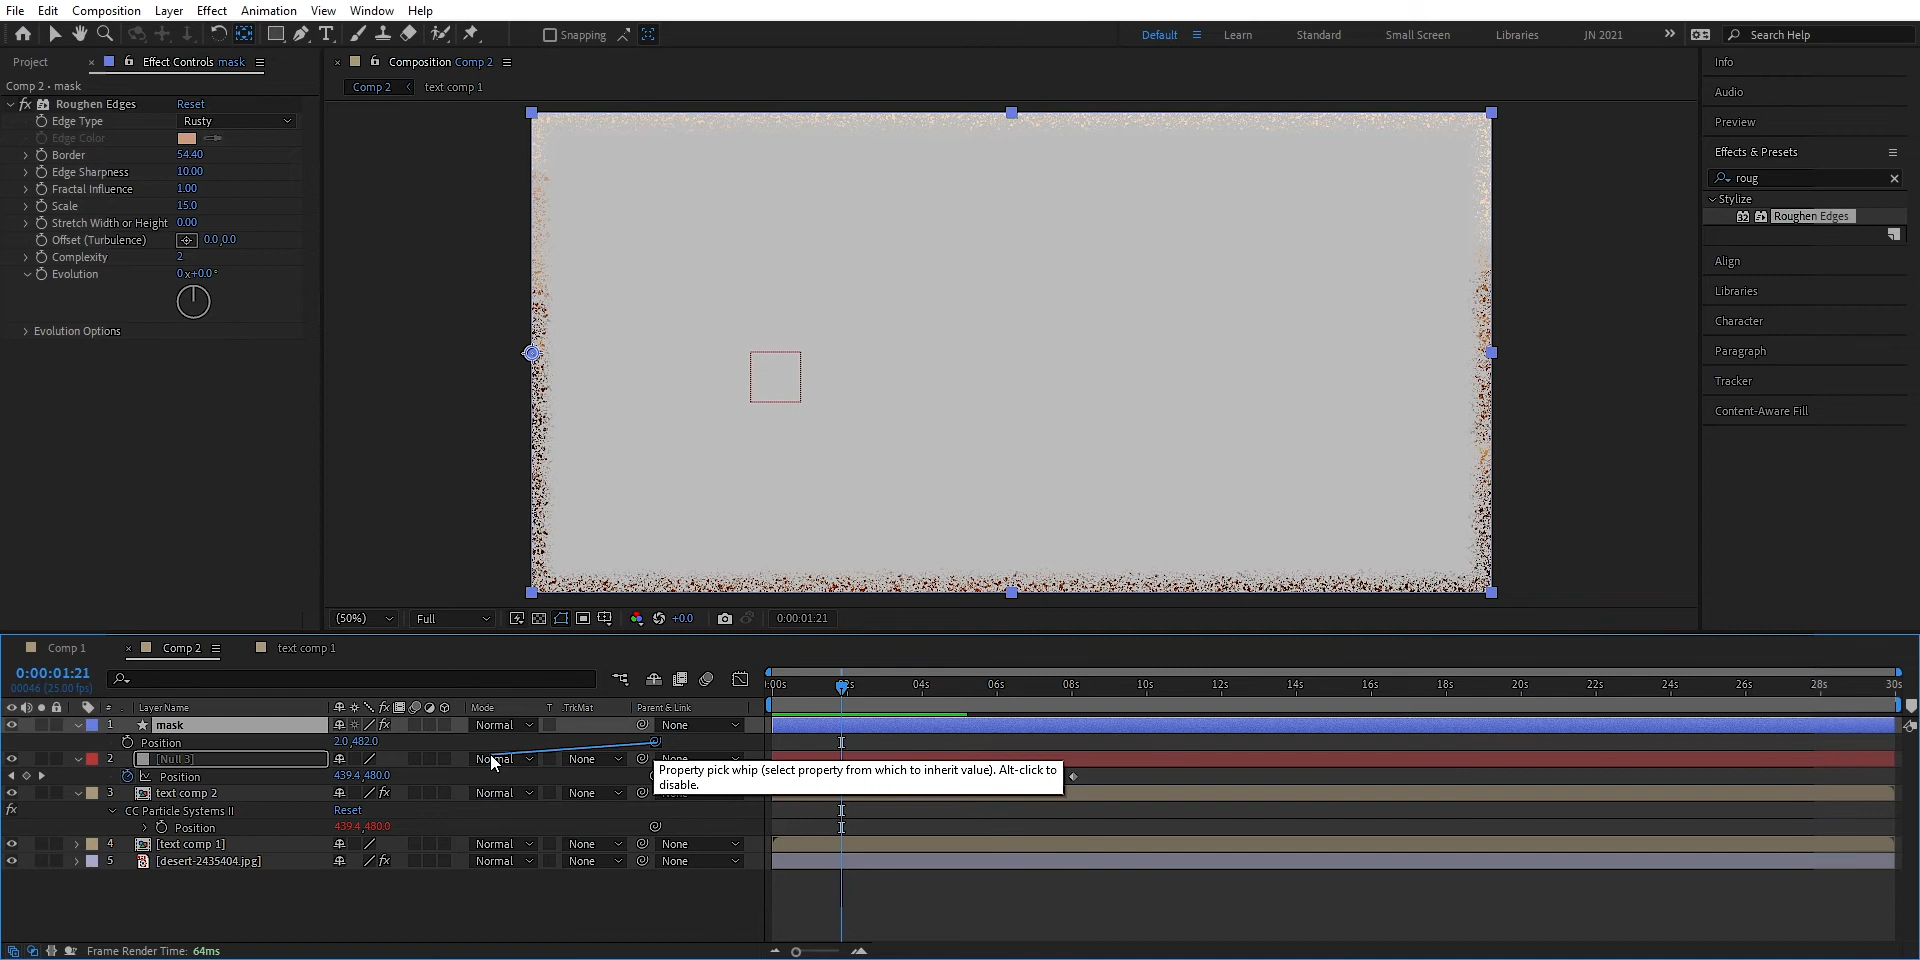 File Edit Composition Layer Effect Animation View Window Help
Snapping
Default Learn Standard Small Screen Libraries JN 2021 » Search Help
Project × Effect Controls mask
Comp 2 • mask
fx Roughen Edges Reset
Edge Type Rusty
Edge Color
Border 54.40
Edge Sharpness 10.00
Fractal Influence 1.00
Scale 15.0
Stretch Width or Height 0.00
Offset (Turbulence) 0.0,0.0
Complexity 2
Evolution 0x+0.0°
Evolution Options
× Composition Comp 2
Comp 2 text comp 1
(50%) Full +0.0 0:00:01:21
Info
Audio
Preview
Effects & Presets
roug ×
Stylize
32 Roughen Edges
Align
Libraries
Character
Paragraph
Tracker
Content-Aware Fill
Comp 1 × Comp 2 text comp 1
0:00:01:21
00046 (25.00 fps)
:00s 02s 04s 06s 08s 10s 12s 14s 16s 18s 20s 22s 24s 26s 28s 30s
# Layer Name fx Mode T .TrkMat Parent & Link
1 mask fx Normal None
Position 2.0,482.0
2 [Null 3] Normal None None
Position 439.4,480.0
Property pick whip (select property from which to inherit value). Alt-click to
disable.
3 text comp 2 fx Normal None
fx CC Particle Systems II Reset
Position 439.4,480.0
4 [text comp 1] Normal None None
5 [desert-2435404.jpg] fx Normal None None
Frame Render Time: 64ms